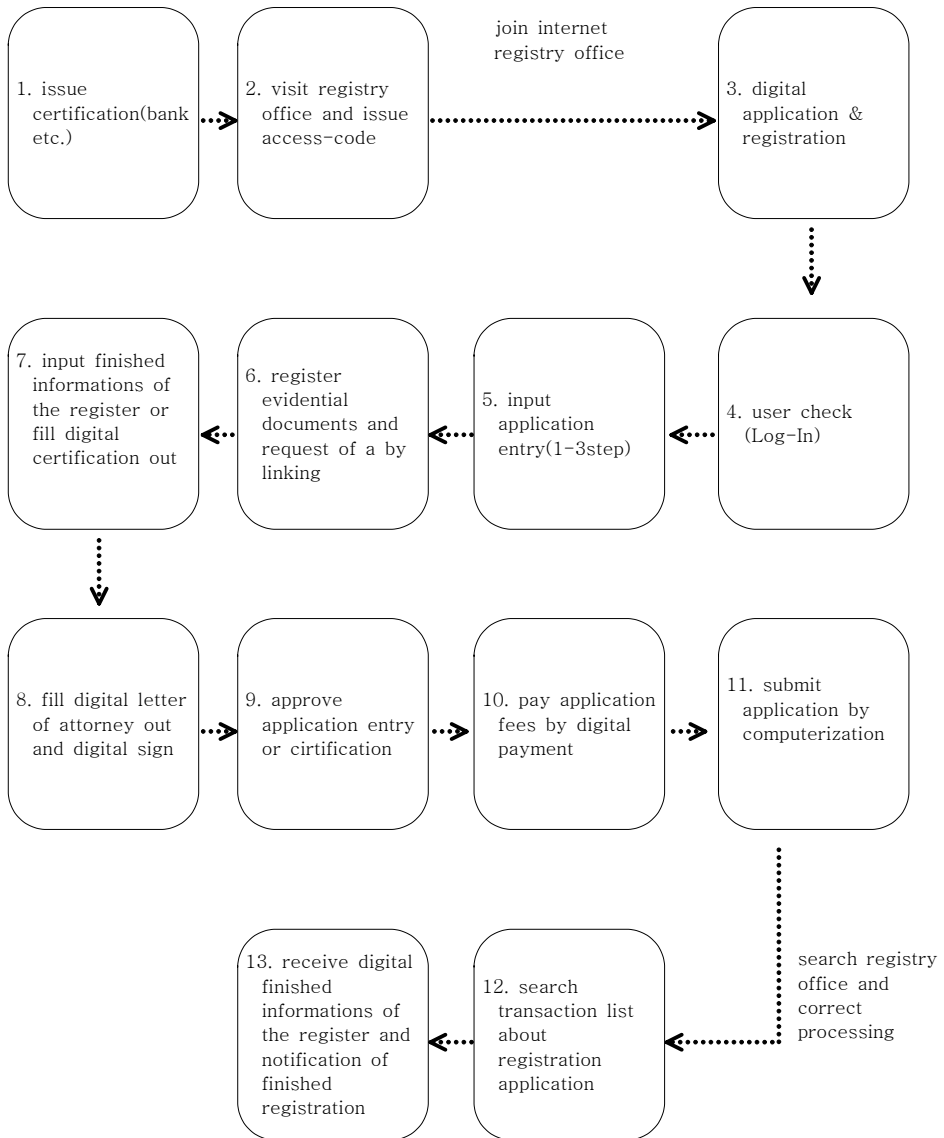 1. issue
certification(bank
etc.)
2. visit registry
office and issue
access-code
join internet
registry office
3. digital
application &
registration
4. user check
(Log-In)
5. input
application
entry(1-3step)
6. register
evidential
documents and
request of a by
linking
7. input finished
informations of
the register or
fill digital
certification out
8. fill digital letter
of attorney out
and digital sign
9. approve
application entry
or cirtification
10. pay application
fees by digital
payment
11. submit
application by
computerization
search registry
office and
correct
processing
12. search
transaction list
about
registration
application
13. receive digital
finished
informations of
the register and
notification of
finished
registration